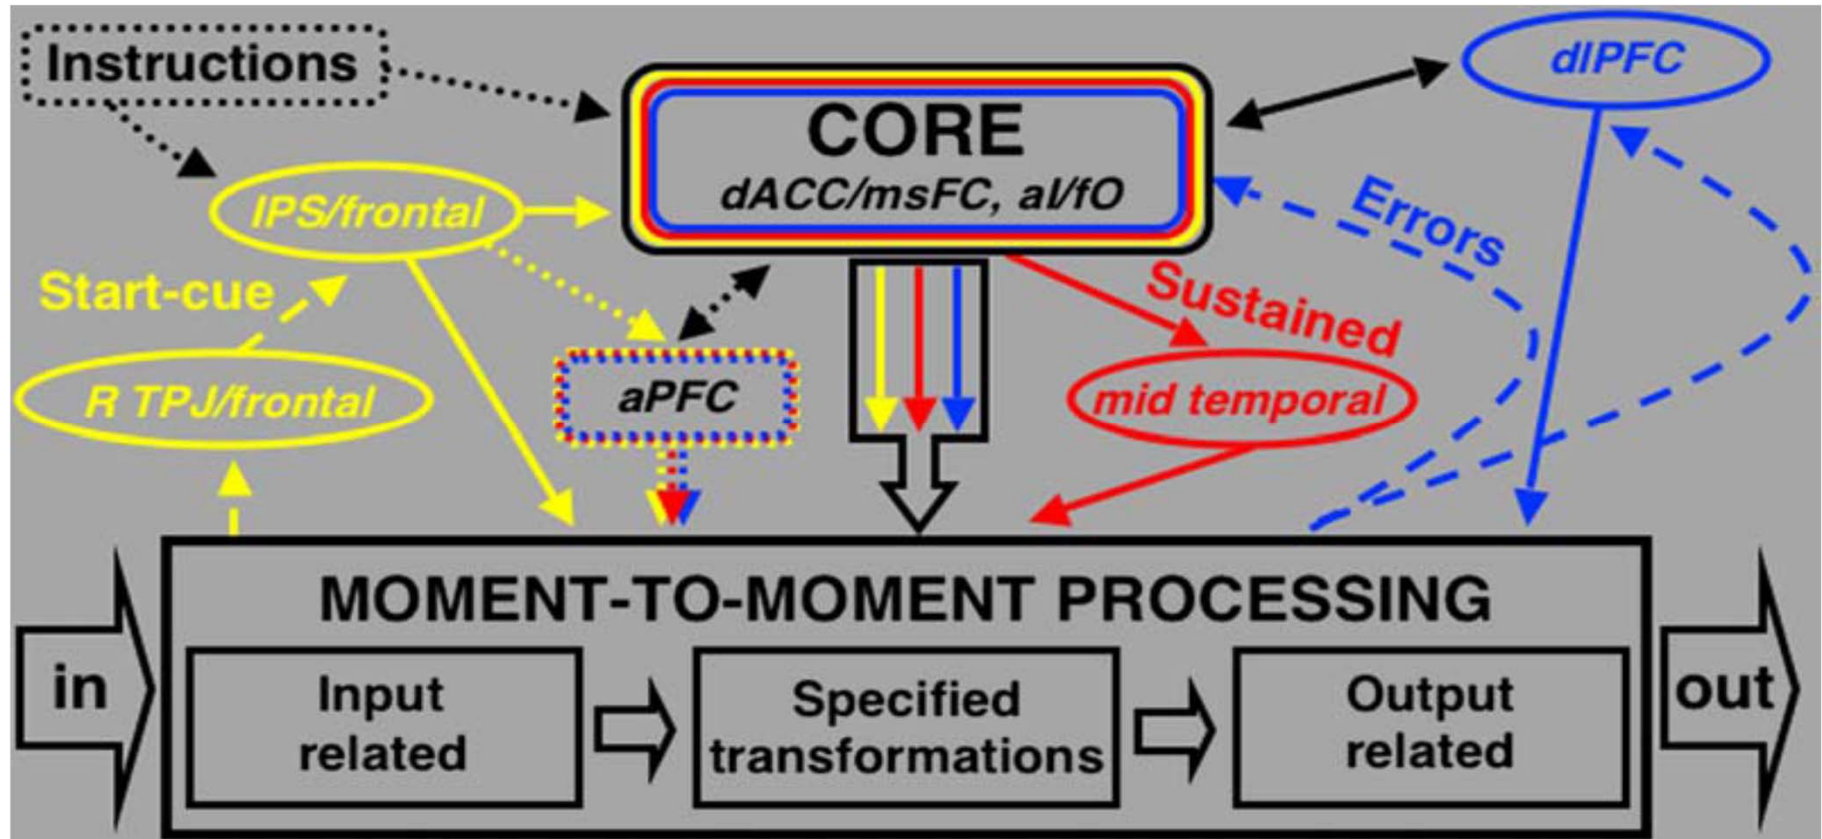 Instructions
CORE
dACC/msFC, aI/fO
dlPFC
IPS/frontal
Errors
Start-cue
Sustained
R TPJ/frontal
aPFC
mid temporal
MOMENT-TO-MOMENT PROCESSING
in
Input
related
Specified
transformations
Output
related
out